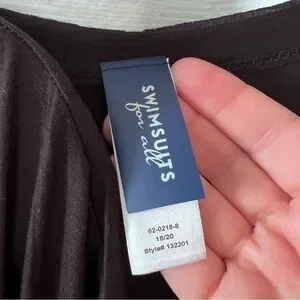 SWIMSUITS
for all
62-0218-8
18/20
Style# 132201